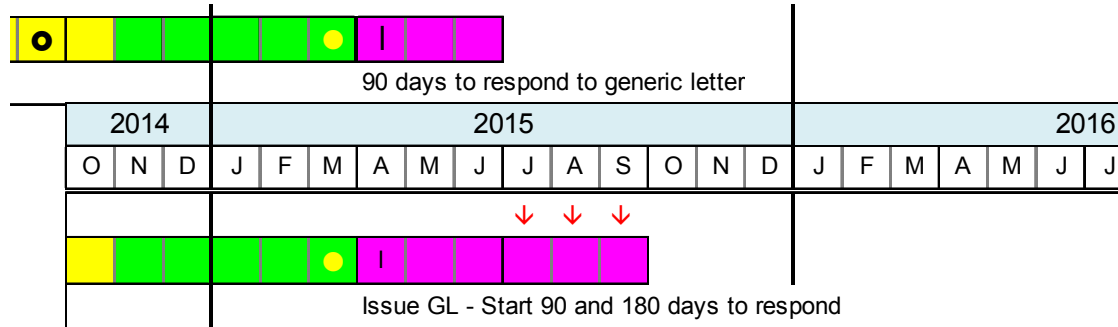 90 days to respond to generic letter
2014 2015 2016
O N D J F M A M J J A S O N D J F M A M J J
Issue GL - Start 90 and 180 days to respond